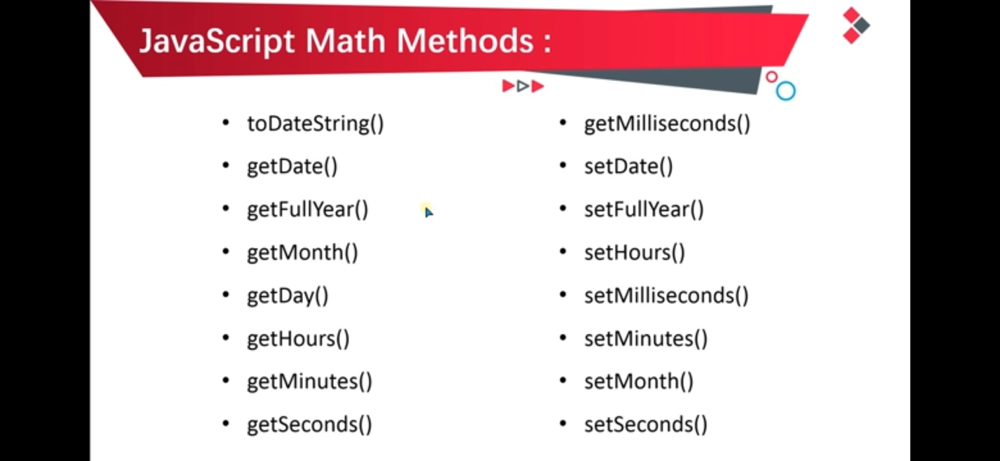 JavaScript Math Methods :
• toDateString()
• getDate()
• getFullYear()
• getMonth()
• getDay()
• getHours()
• getMinutes()
• getSeconds()
• getMilliseconds()
• setDate()
• setFullYear()
• setHours()
• setMilliseconds()
• setMinutes()
• setMonth()
• setSeconds()